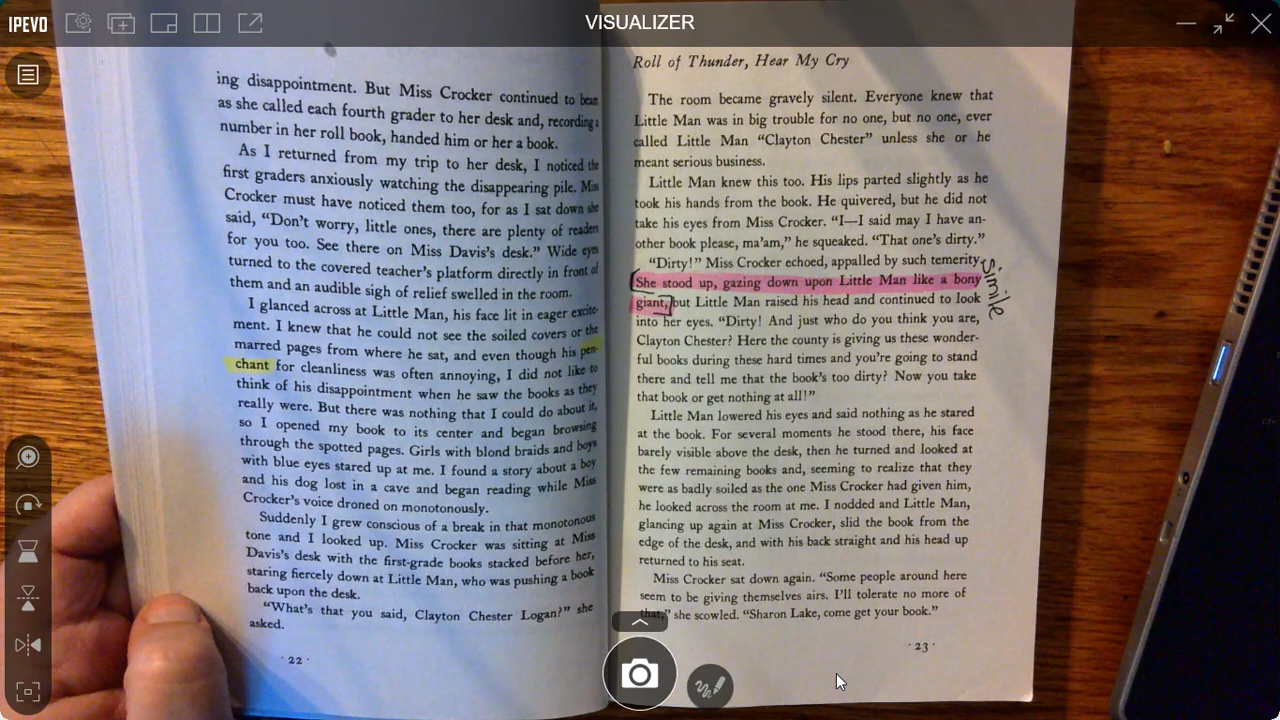 IPEVO
VISUALIZER
ing disappointment. But Miss Crocker continued to beam
as she called each fourth grader to her desk and, recording a
number in her roll book, handed him or her a book.
As I returned from my trip to her desk, I noticed the
first graders anxiously watching the disappearing pile. Miss
Crocker must have noticed them too, for as I sat down she
said, “Don’t worry, little ones, there are plenty of readers
for you too. See there on Miss Davis’s desk.” Wide eyes
turned to the covered teacher’s platform directly in front of
them and an audible sigh of relief swelled in the room.
I glanced across at Little Man, his face lit in eager excite-
ment. I knew that he could not see the soiled covers or the
marred pages from where he sat, and even though his pen-
chant for cleanliness was often annoying, I did not like to
think of his disappointment when he saw the books as they
really were. But there was nothing that I could do about it,
so I opened my book to its center and began browsing
through the spotted pages. Girls with blond braids and boys
with blue eyes stared up at me. I found a story about a boy
and his dog lost in a cave and began reading while Miss
Crocker’s voice droned on monotonously.
Suddenly I grew conscious of a break in that monotonous
tone and I looked up. Miss Crocker was sitting at Miss
Davis’s desk with the first-grade books stacked before her,
staring fiercely down at Little Man, who was pushing a book
back upon the desk.
“What’s that you said, Clayton Chester Logan?” she
asked.
· 22 ·
Roll of Thunder, Hear My Cry
The room became gravely silent. Everyone knew that
Little Man was in big trouble for no one, but no one, ever
called Little Man “Clayton Chester” unless she or he
meant serious business.
Little Man knew this too. His lips parted slightly as he
took his hands from the book. He quivered, but he did not
take his eyes from Miss Crocker. “I—I said may I have an-
other book please, ma’am,” he squeaked. “That one’s dirty.”
“Dirty!” Miss Crocker echoed, appalled by such temerity.
She stood up, gazing down upon Little Man like a bony
giant, but Little Man raised his head and continued to look
into her eyes. “Dirty! And just who do you think you are,
Clayton Chester? Here the county is giving us these wonder-
ful books during these hard times and you’re going to stand
there and tell me that the book’s too dirty? Now you take
that book or get nothing at all!”
Little Man lowered his eyes and said nothing as he stared
at the book. For several moments he stood there, his face
barely visible above the desk, then he turned and looked at
the few remaining books and, seeming to realize that they
were as badly soiled as the one Miss Crocker had given him,
he looked across the room at me. I nodded and Little Man,
glancing up again at Miss Crocker, slid the book from the
edge of the desk, and with his back straight and his head up
returned to his seat.
Miss Crocker sat down again. “Some people around here
seem to be giving themselves airs. I’ll tolerate no more of
that,” she scowled. “Sharon Lake, come get your book.”
· 23 ·
simile